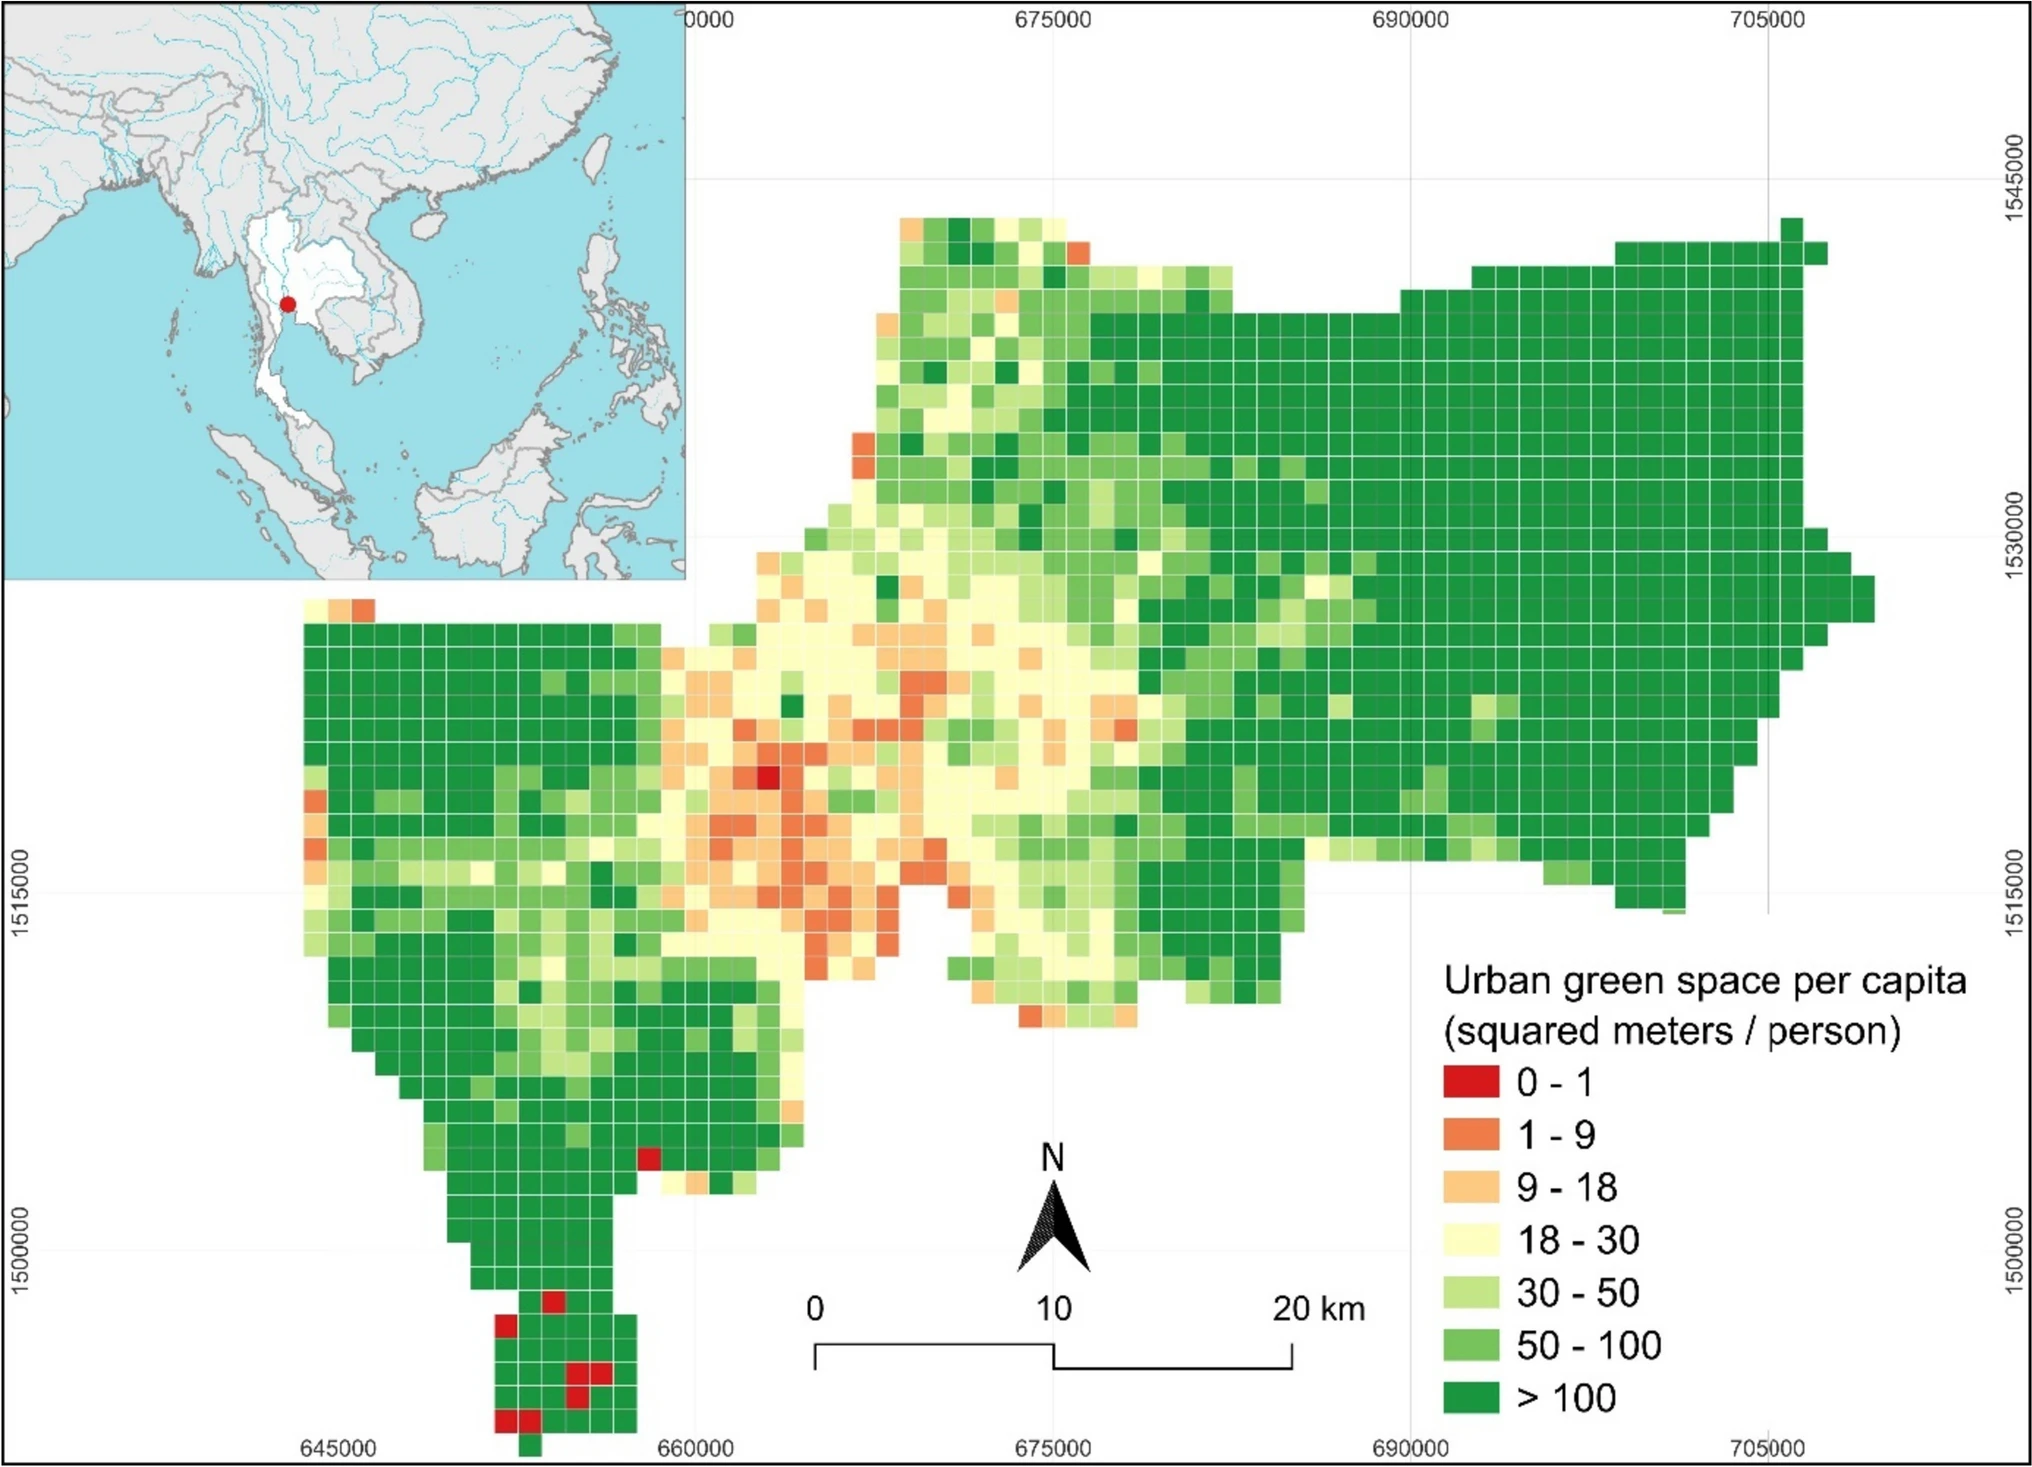 0000
675000
690000
705000
1545000
1530000
1515000
1515000
Urban green space per capita
(squared meters / person)
0 - 1
1 - 9
9 - 18
18 - 30
30 - 50
50 - 100
> 100
N
0 10 20 km
1500000
1500000
645000
660000
675000
690000
705000